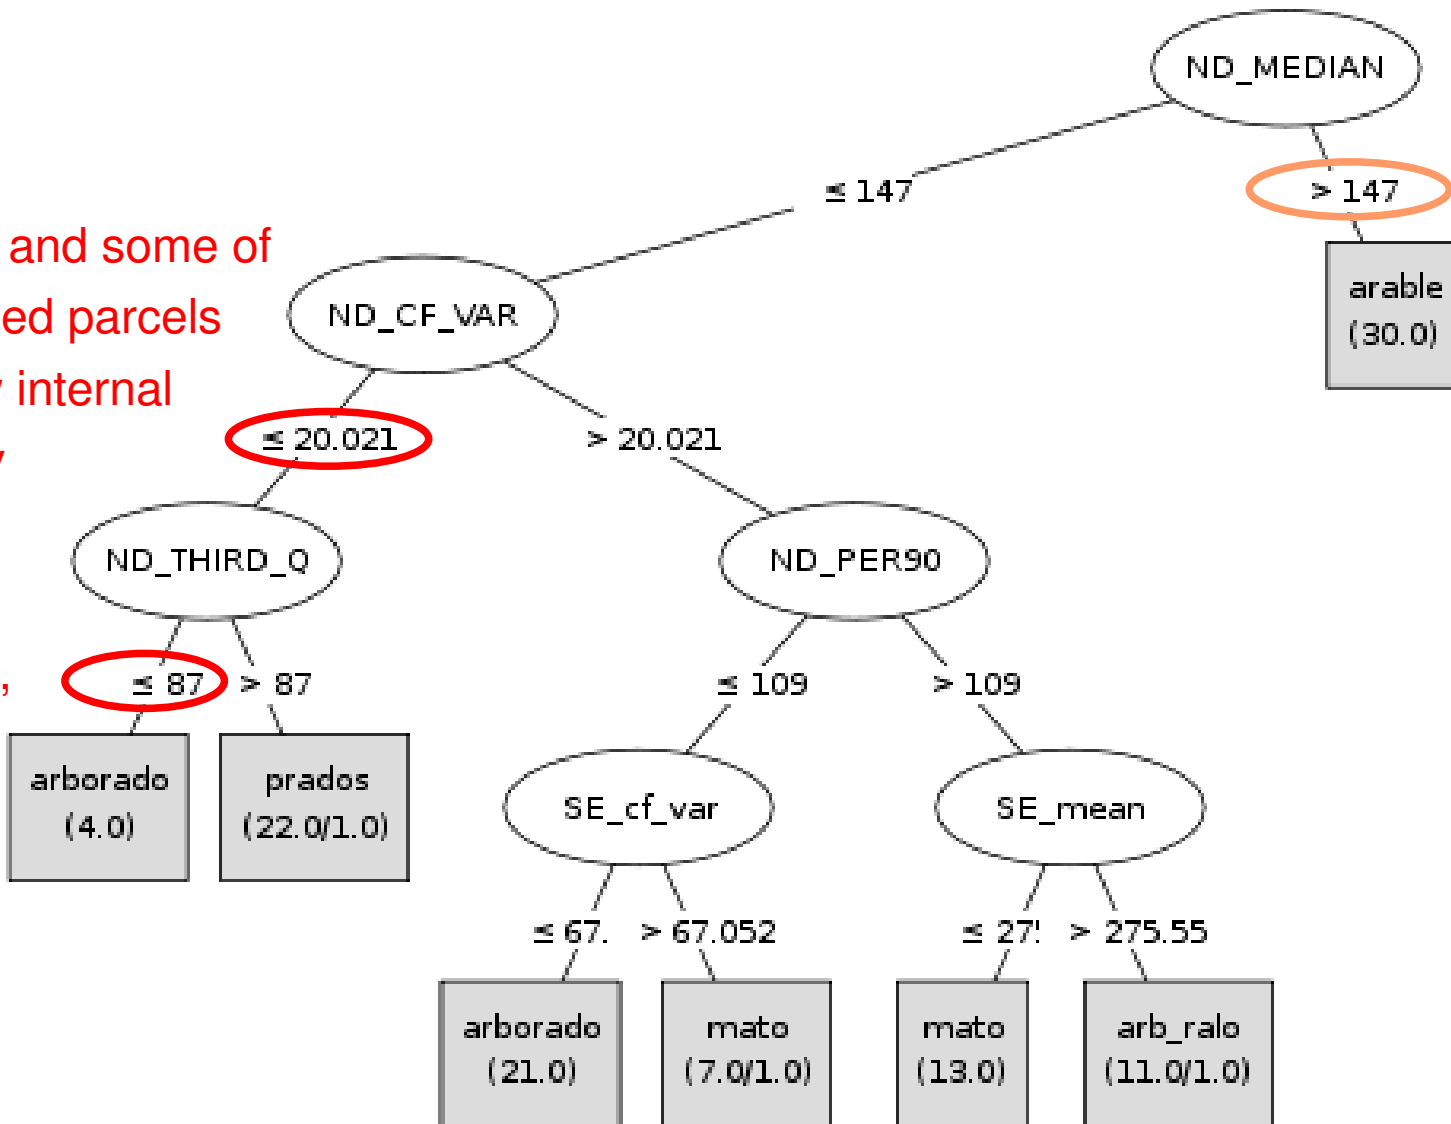 ND_MEDIAN
≤ 147
> 147
and some of
ed parcels
internal
ND_CF_VAR
arable
(30.0)
≤ 20.021
> 20.021
ND_THIRD_Q
ND_PER90
,
≤ 87
> 87
≤ 109
> 109
arborado
(4.0)
prados
(22.0/1.0)
SE_cf_var
SE_mean
≤ 67.
> 67.052
≤ 27
> 275.55
arborado
(21.0)
mato
(7.0/1.0)
mato
(13.0)
arb_ralo
(11.0/1.0)